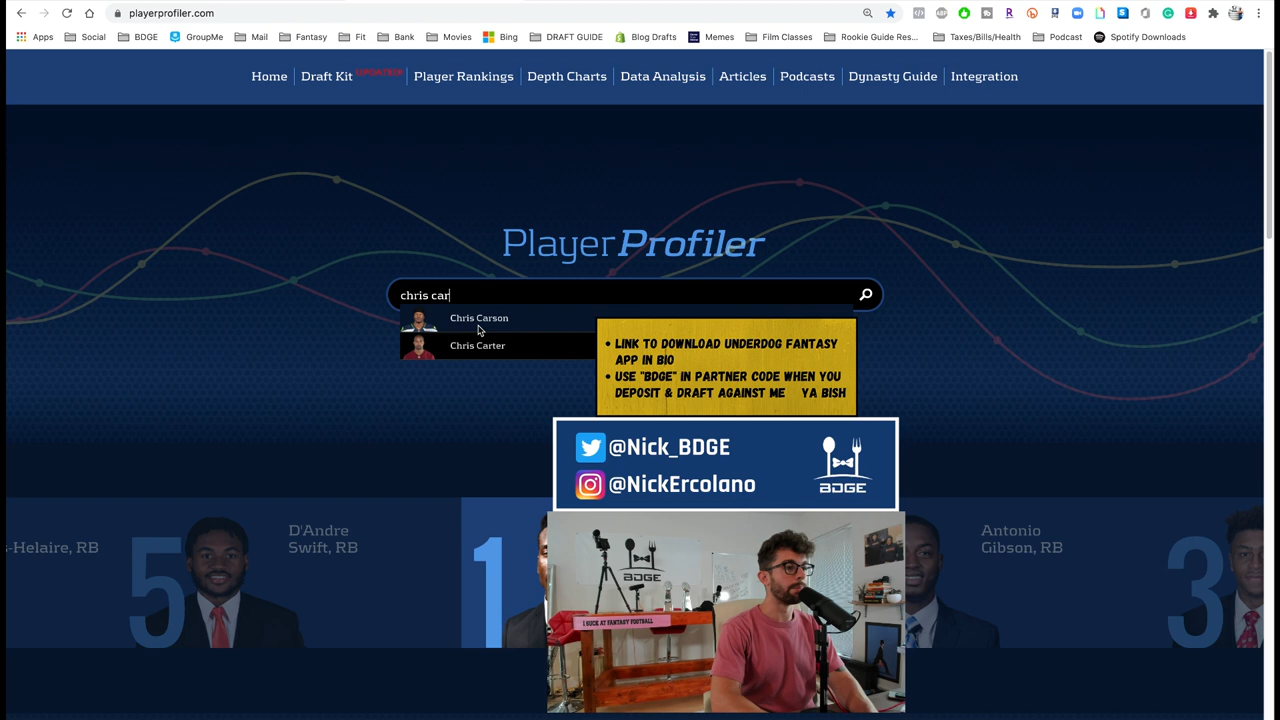 playerprofiler.com
Apps
Social
BDGE
GroupMe
Mail
Fantasy
Fit
Bank
Movies
Bing
DRAFT GUIDE
Blog Drafts
Memes
Film Classes
Rookie Guide Res...
Taxes/Bills/Health
Podcast
Spotify Downloads
Home
Draft Kit UPDATED!
Player Rankings
Depth Charts
Data Analysis
Articles
Podcasts
Dynasty Guide
Integration
PlayerProfiler
chris car
Chris Carson
Chris Carter
• LINK TO DOWNLOAD UNDERDOG FANTASY
APP IN BIO
• USE "BDGE" IN PARTNER CODE WHEN YOU
DEPOSIT & DRAFT AGAINST ME YA BISH
@Nick_BDGE
@NickErcolano
BDGE
s-Helaire, RB
5
D'Andre
Swift, RB
1
Antonio
Gibson, RB
3
BDGE
I SUCK AT FANTASY FOOTBALL